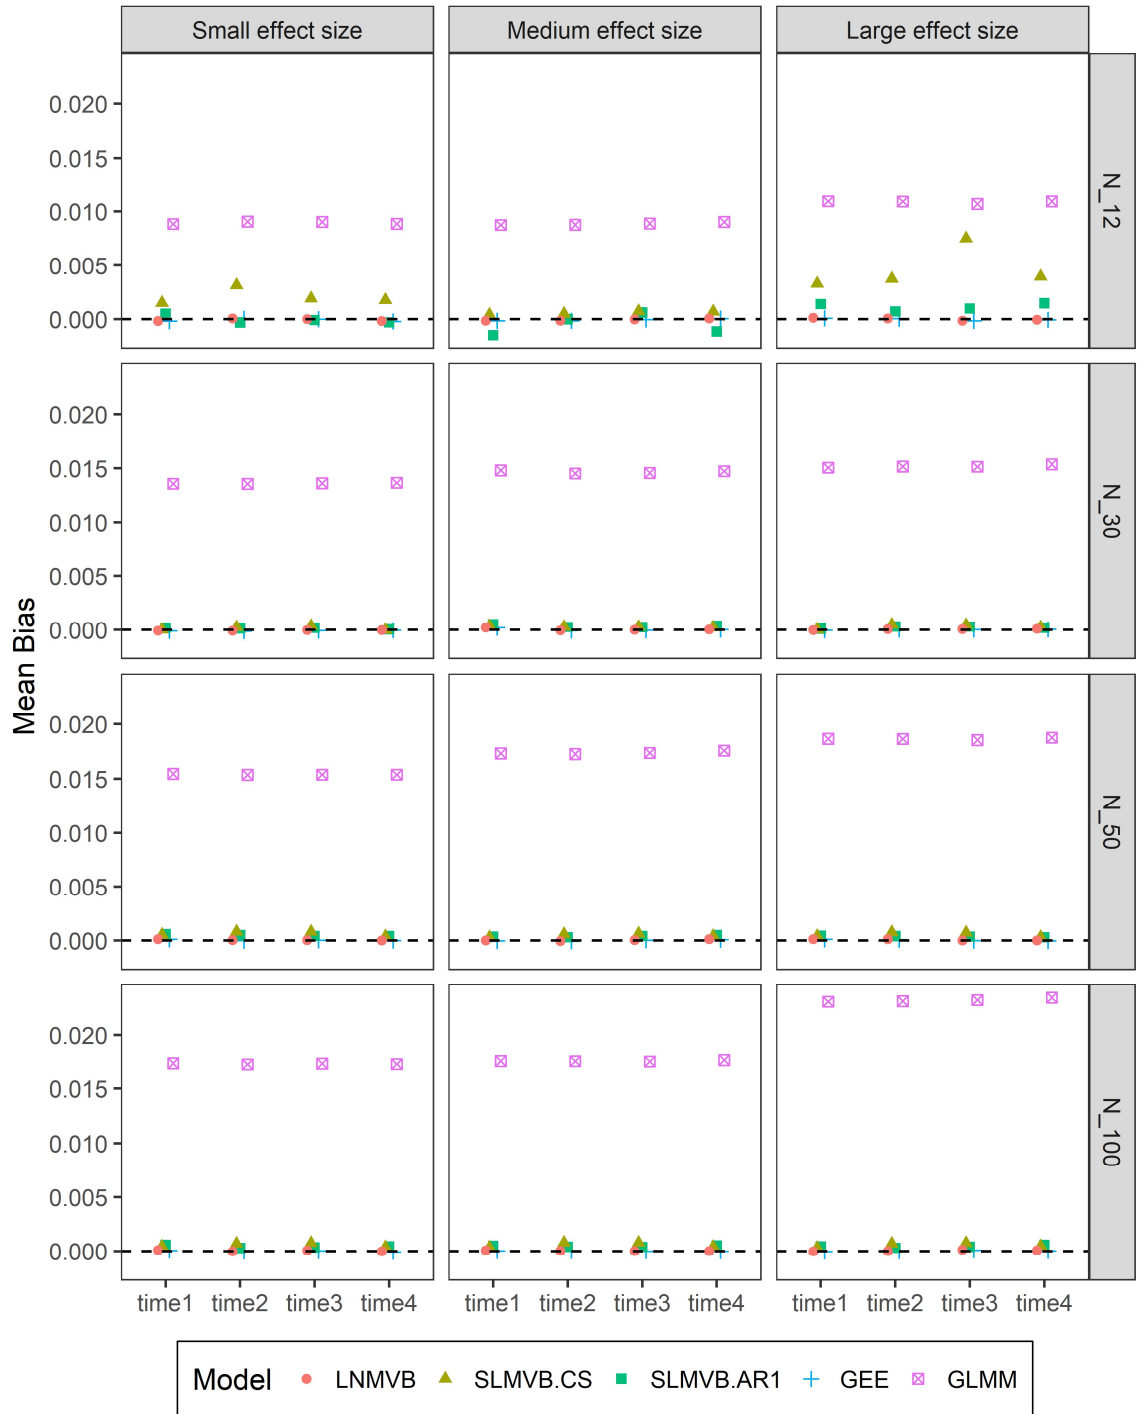 Small effect size Medium effect size Large effect size
0.020
0.015
0.010
0.005
0.000
N_12
0.020
0.015
0.010
0.005
0.000
N_30
Mean Bias
0.020
0.015
0.010
0.005
0.000
N_50
0.020
0.015
0.010
0.005
0.000
N_100
time1 time2 time3 time4 time1 time2 time3 time4 time1 time2 time3 time4
Model LNMVB SLMVB.CS SLMVB.AR1 GEE GLMM